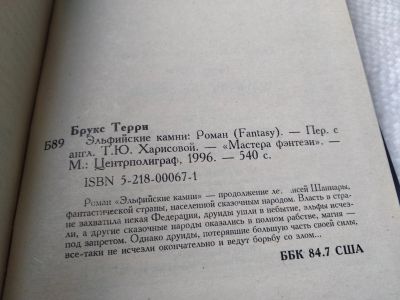 Брукс Терри
Б89
Эльфийские камни: Роман (Fantasy). — Пер. с
англ. Т.Ю. Харисовой. — «Мастера фэнтези». —
М.: Центрполиграф, 1996. — 540 с.
ISBN 5-218-00067-1
Роман «Эльфийские камни» — продолжение ле. .жсей Шаннары,
фантастической страны, населенной сказочным народом. Власть в стра-
не захватила некая Федерация, друиды ушли в небытие, эльфы исчез-
ли, а другие сказочные народы оказались в полном рабстве, магия —
под запретом. Однако друиды, потерявшие большую часть своей силы,
все-таки не исчезли окончательно и ведут борьбу со злом...
ББК 84.7 США